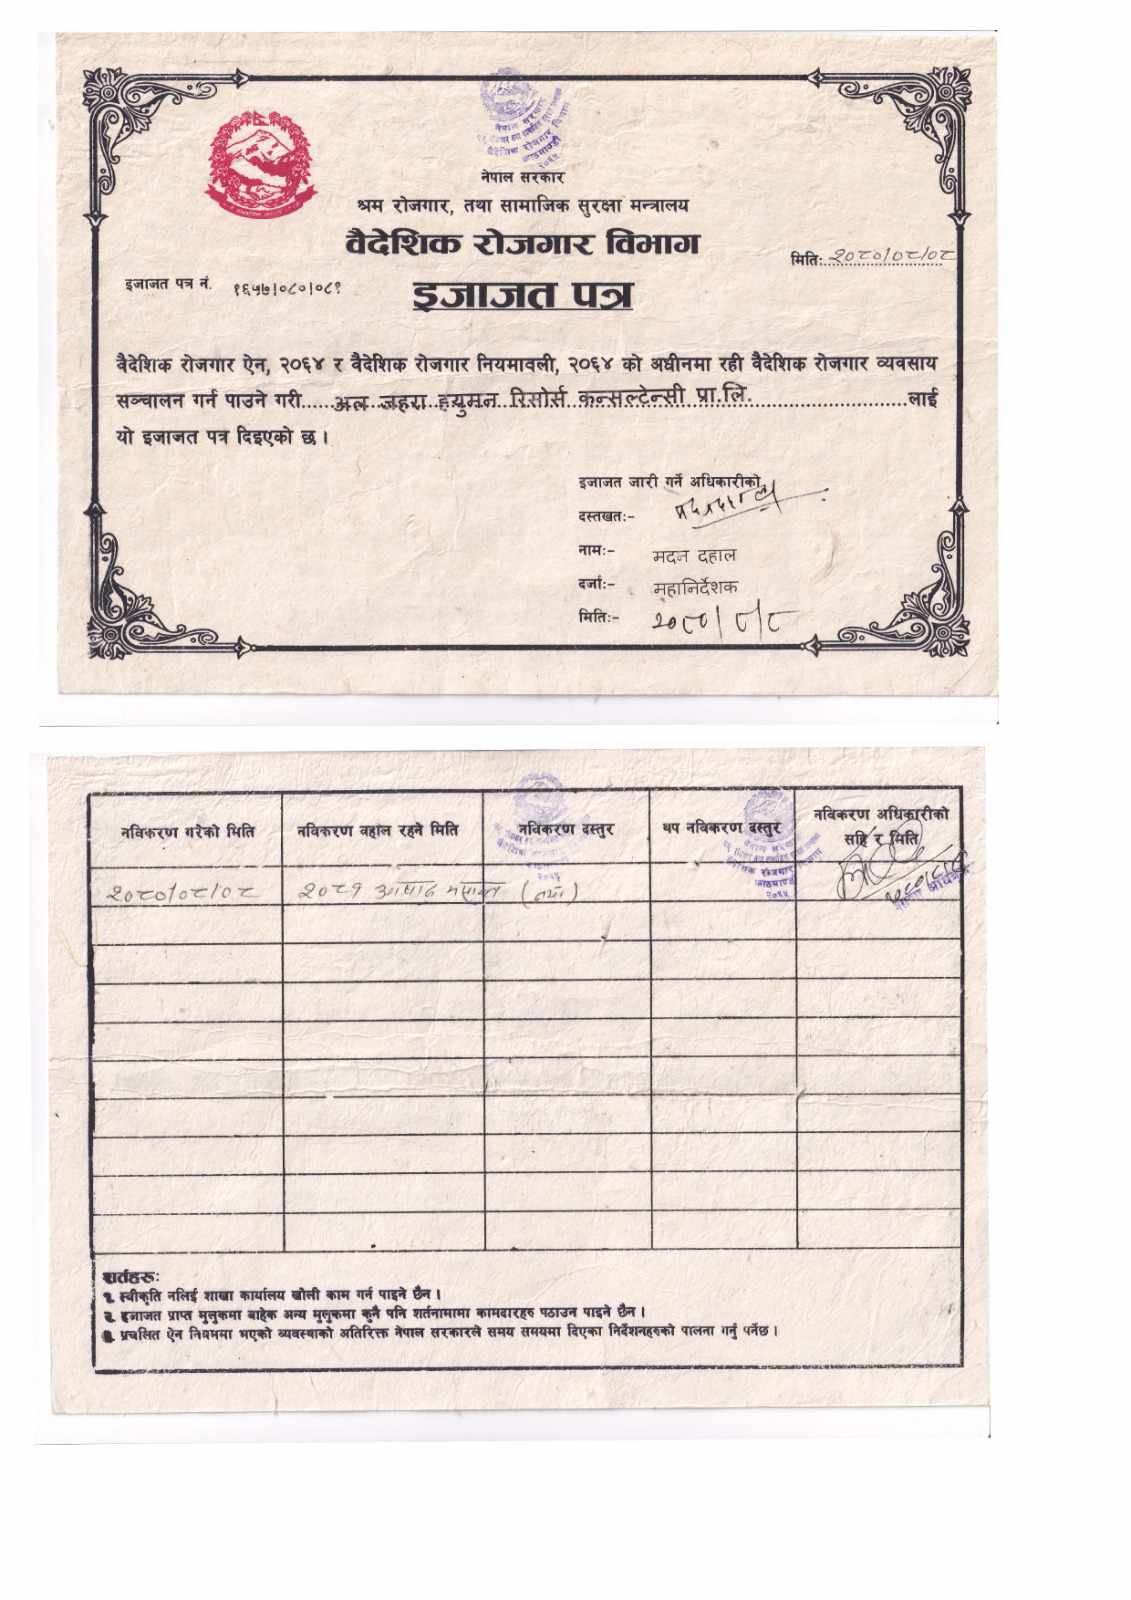 नेपाल सरकार
श्रम रोजगार, तथा सामाजिक सुरक्षा मन्त्रालय
वैदेशिक रोजगार विभाग
मितिः २०८०/०८/०८
इजाजत पत्र नं. १६५७।०८०।०८१
इजाजत पत्र
वैदेशिक रोजगार ऐन, २०६४ र वैदेशिक रोजगार नियमावली, २०६४ को अधीनमा रही वैदेशिक रोजगार व्यवसाय
सञ्चालन गर्न पाउने गरी......अल जहरा हयुमन रिसोर्स कन्सल्टेन्सी प्रा.लि.......................लाई
यो इजाजत पत्र दिइएको छ ।
इजाजत जारी गर्ने अधिकारीको
दस्तखतः-
नामः- मदन दहाल
दर्जाः- महानिर्देशक
मितिः- २०८०/८/८
नविकरण गरेको मिति
नविकरण वहाल रहने मिति
नविकरण दस्तुर
थप नविकरण दस्तुर
नविकरण अधिकारीको
सहि र मिति
२०८०/०८/०८
२०८१ आषाढ मसान्त (नयाँ)
शर्तहरुः
१. स्वीकृति नलिई शाखा कार्यालय खोली काम गर्न पाइने छैन ।
२. इजाजत प्राप्त मुलुकमा बाहेक अन्य मुलुकमा कुनै पनि शर्तनामामा कामदारहरु पठाउन पाइने छैन ।
३. प्रचलित ऐन नियममा भएको व्यवस्थाको अतिरिक्त नेपाल सरकारले समय समयमा दिएका निर्देशनहरुको पालना गर्नु पर्नेछ ।